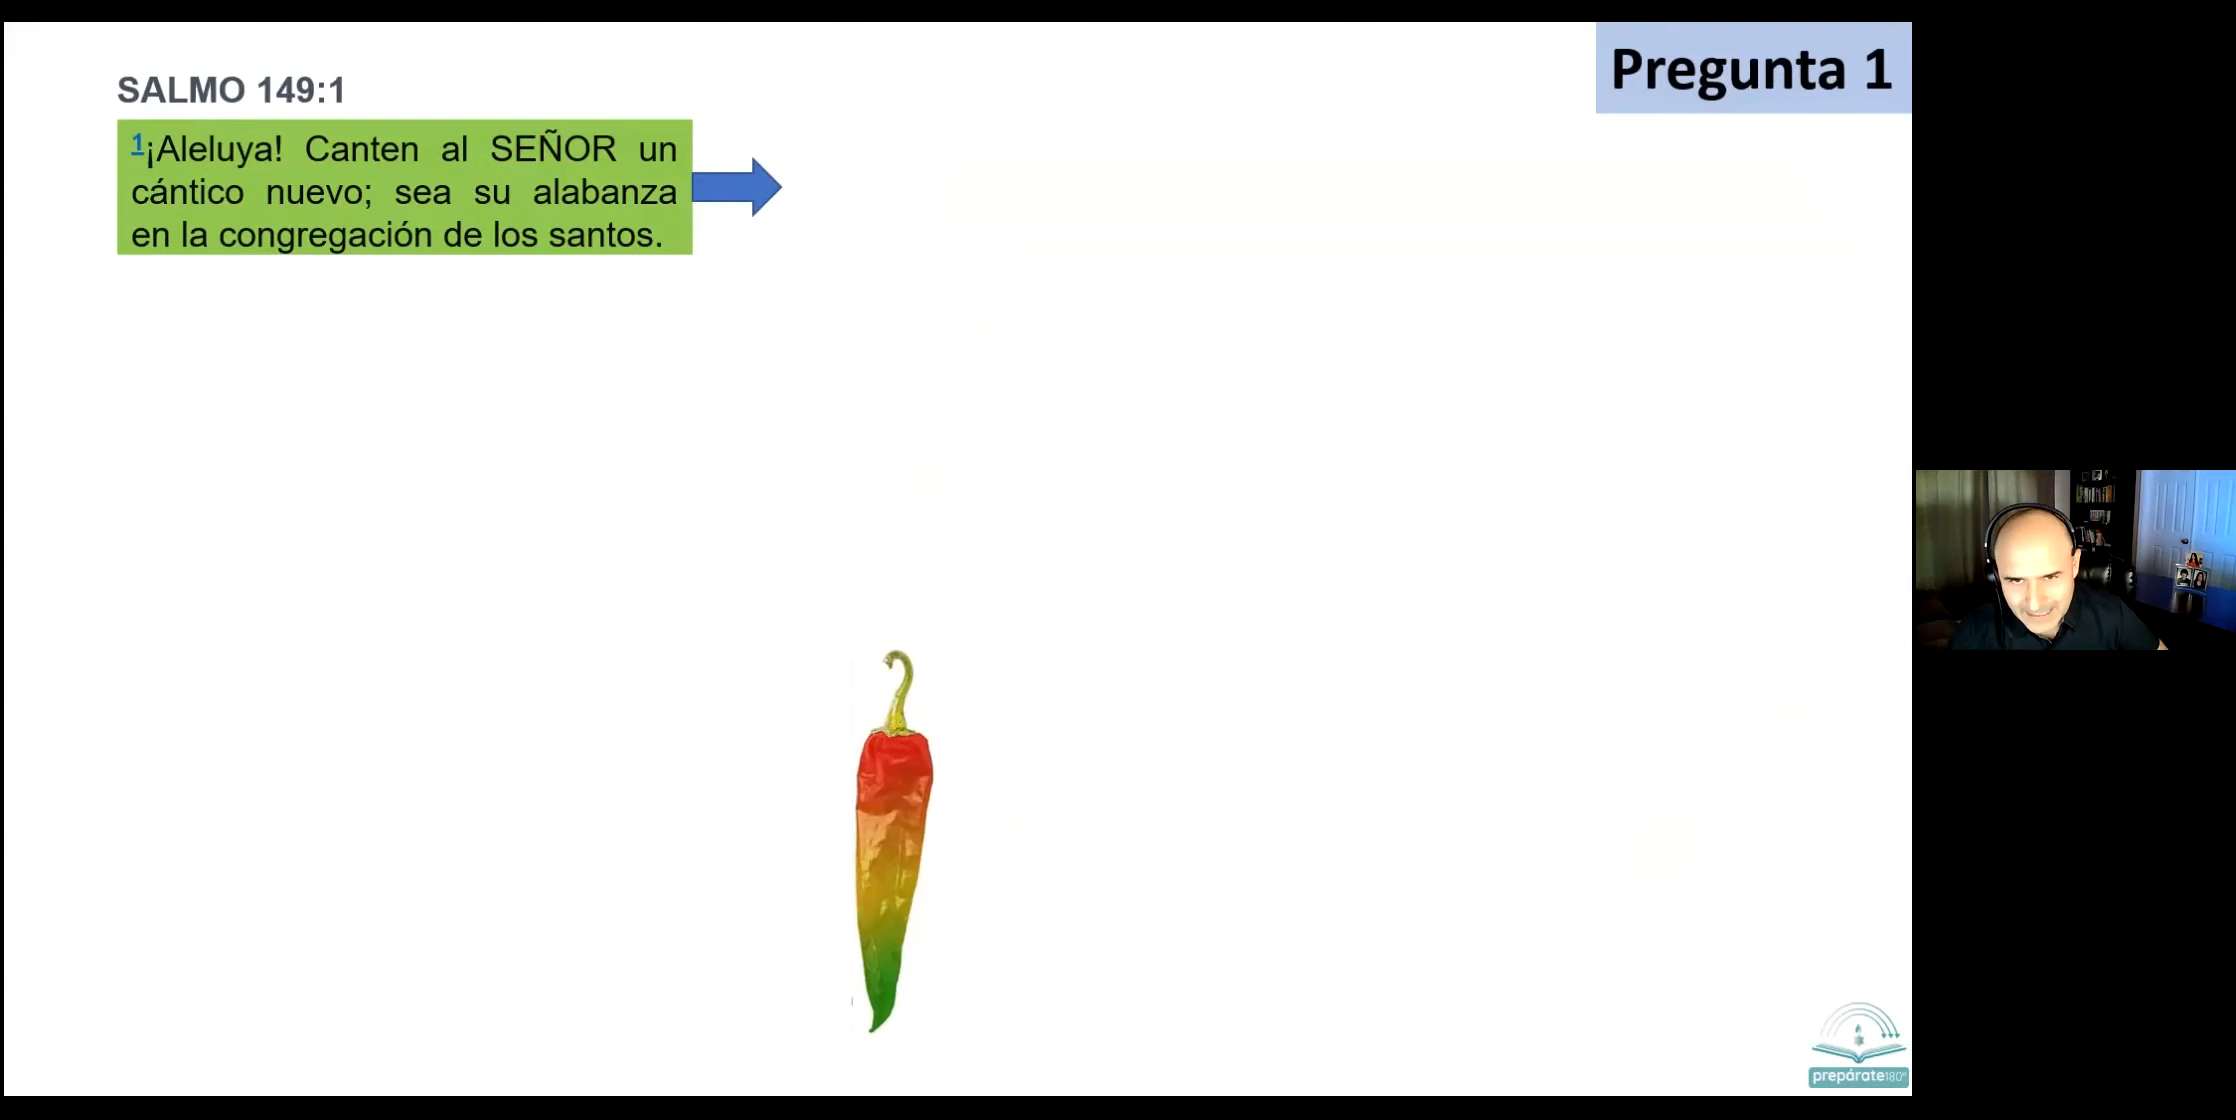 Pregunta 1
SALMO 149:1
1¡Aleluya! Canten al SEÑOR un
cántico nuevo; sea su alabanza
en la congregación de los santos.
prepárate180°